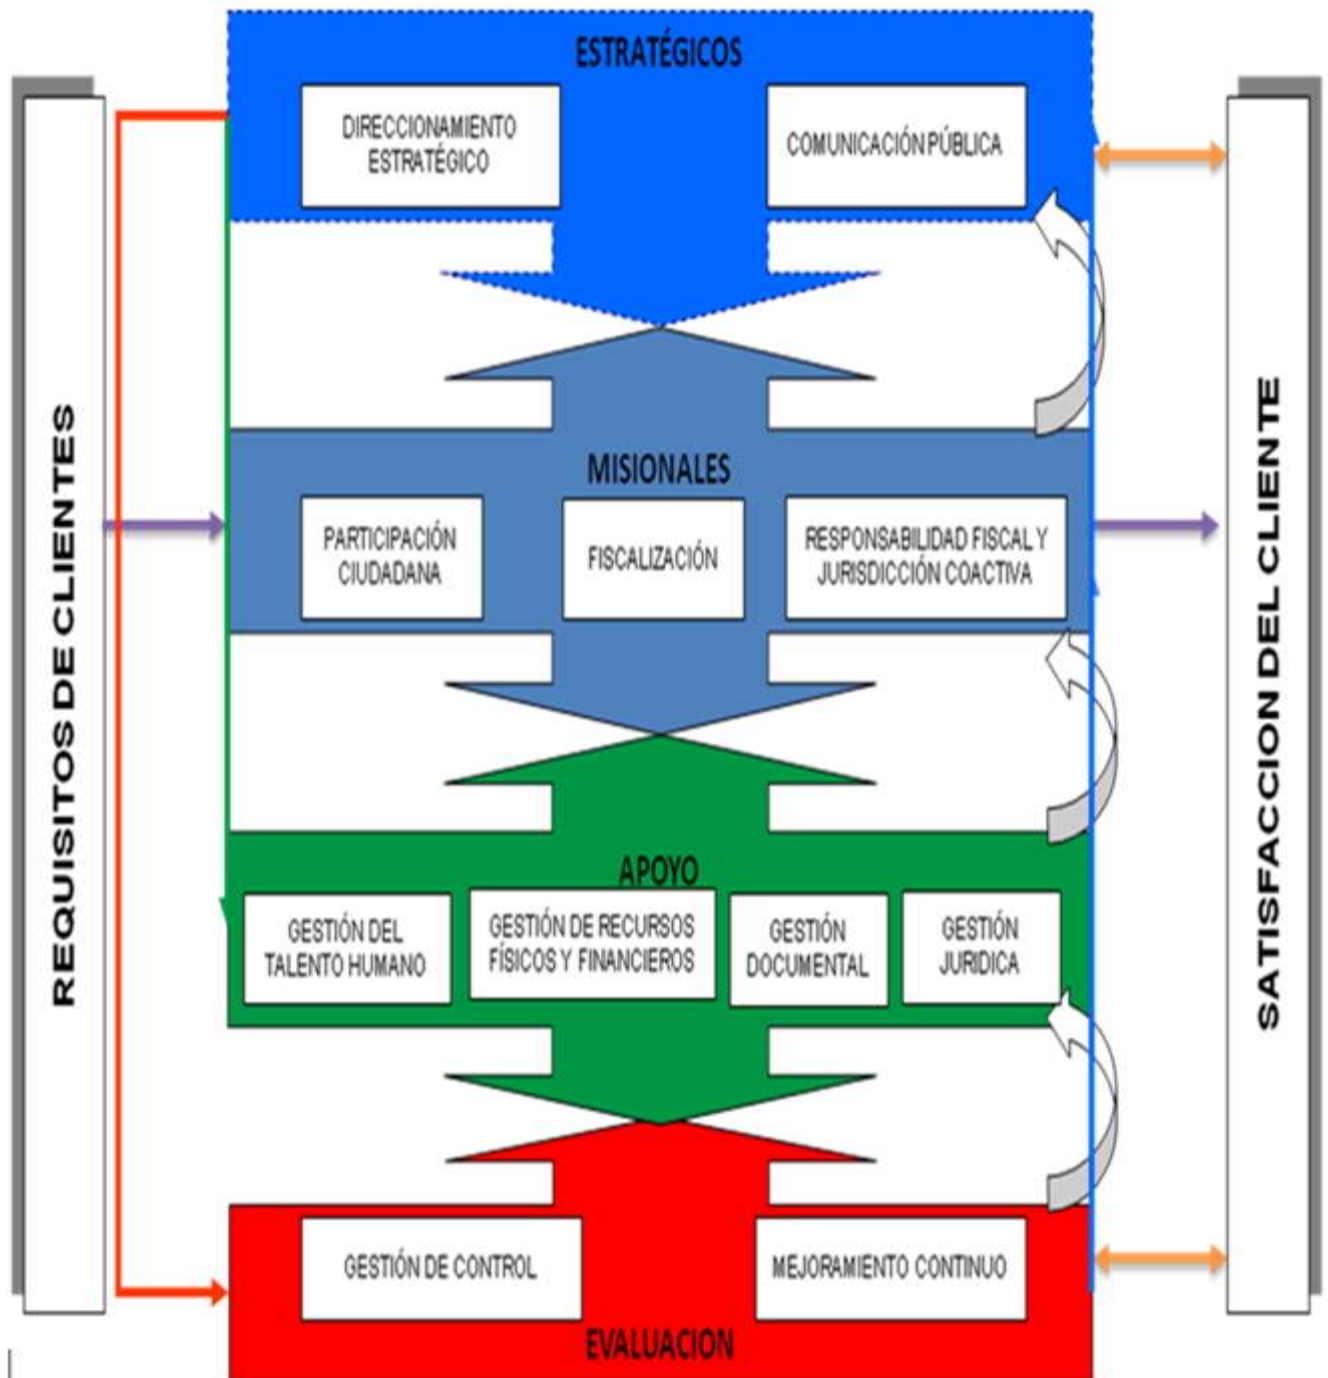 ESTRATÉGICOS
DIRECCIONAMIENTO
ESTRATÉGICO
COMUNICACIÓN PÚBLICA
REQUISITOS DE CLIENTES
SATISFACCION DEL CLIENTE
MISIONALES
PARTICIPACIÓN
CIUDADANA
FISCALIZACIÓN
RESPONSABILIDAD FISCAL Y
JURISDICCIÓN COACTIVA
APOYO
GESTIÓN DEL
TALENTO HUMANO
GESTIÓN DE RECURSOS
FÍSICOS Y FINANCIEROS
GESTIÓN
DOCUMENTAL
GESTIÓN
JURIDICA
GESTIÓN DE CONTROL
MEJORAMIENTO CONTINUO
EVALUACION